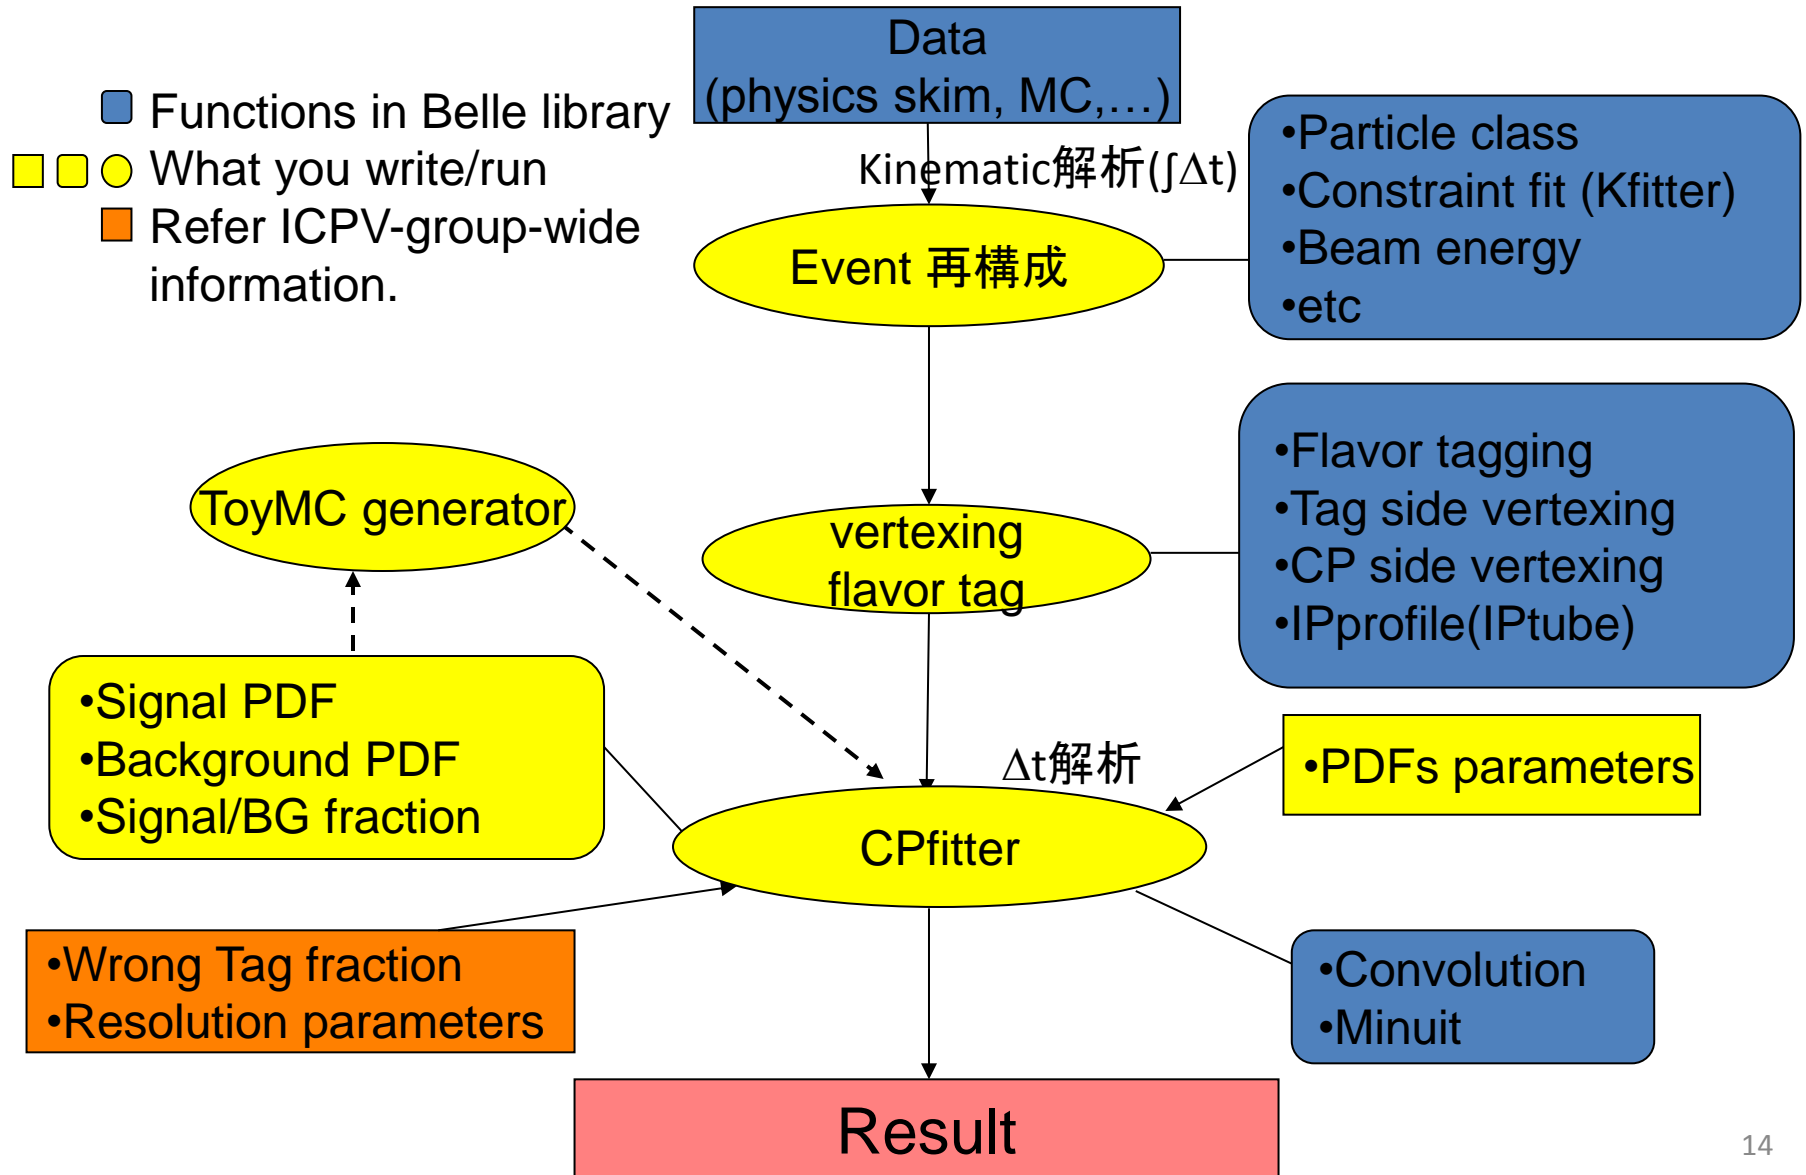 Data
(physics skim, MC,…)
Functions in Belle library
What you write/run
Refer ICPV-group-wide
information.
Kinematic解析(∫Δt)
•Particle class
•Constraint fit (Kfitter)
•Beam energy
•etc
Event 再構成
•Flavor tagging
•Tag side vertexing
•CP side vertexing
•IPprofile(IPtube)
ToyMC generator
vertexing
flavor tag
•Signal PDF
•Background PDF
•Signal/BG fraction
Δt解析
•PDFs parameters
CPfitter
•Wrong Tag fraction
•Resolution parameters
•Convolution
•Minuit
Result
14